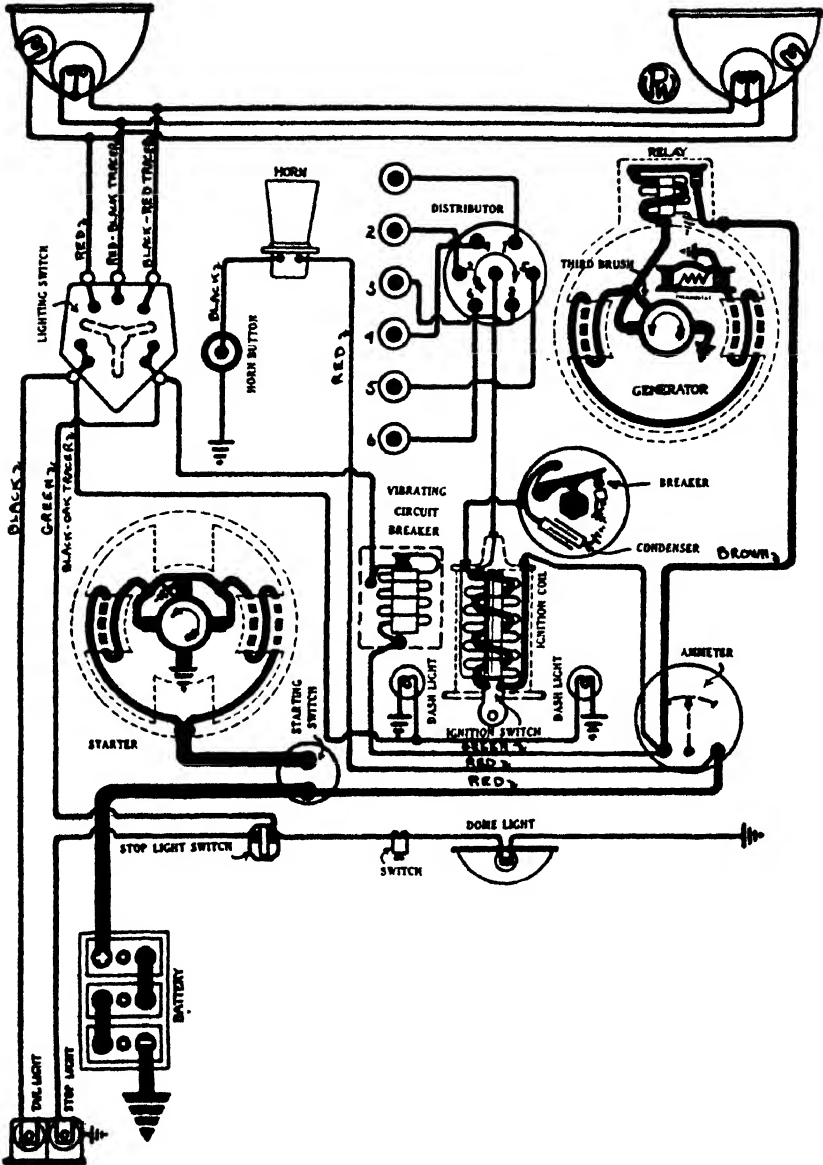 RELAY
HORN
DISTRIBUTOR
RED
RED-BLACK TRACER
BLACK-RED TRACER
LIGHTING SWITCH
BLACK
HORN BUTTON
RED
2
3
4
5
6
THIRD BRUSH
THERMOSTAT
GENERATOR
BLACK
GREEN
BLACK-OAK TRACER
VIBRATING
CIRCUIT
BREAKER
BREAKER
CONDENSER
BROWN
IGNITION COIL
AMMETER
DASH LIGHT
DASH LIGHT
STARTING
SWITCH
STARTER
IGNITION SWITCH
RED
RED
STOP LIGHT SWITCH
SWITCH
DOME LIGHT
BATTERY
TAIL LIGHT
STOP LIGHT